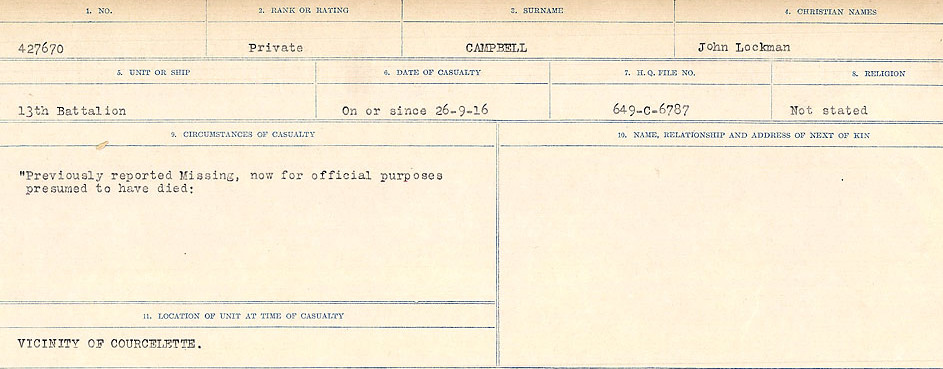 1. NO. 2. RANK OR RATING 3. SURNAME 4. CHRISTIAN NAMES
427670 Private CAMPBELL John Lockman
5. UNIT OR SHIP 6. DATE OF CASUALTY 7. H. Q. FILE NO. 8. RELIGION
13th Battalion On or since 26-9-16 649-C-6787 Not stated
9. CIRCUMSTANCES OF CASUALTY
"Previously reported Missing, now for official purposes
presumed to have died:
10. NAME, RELATIONSHIP AND ADDRESS OF NEXT OF KIN
11. LOCATION OF UNIT AT TIME OF CASUALTY
VICINITY OF COURCELETTE.